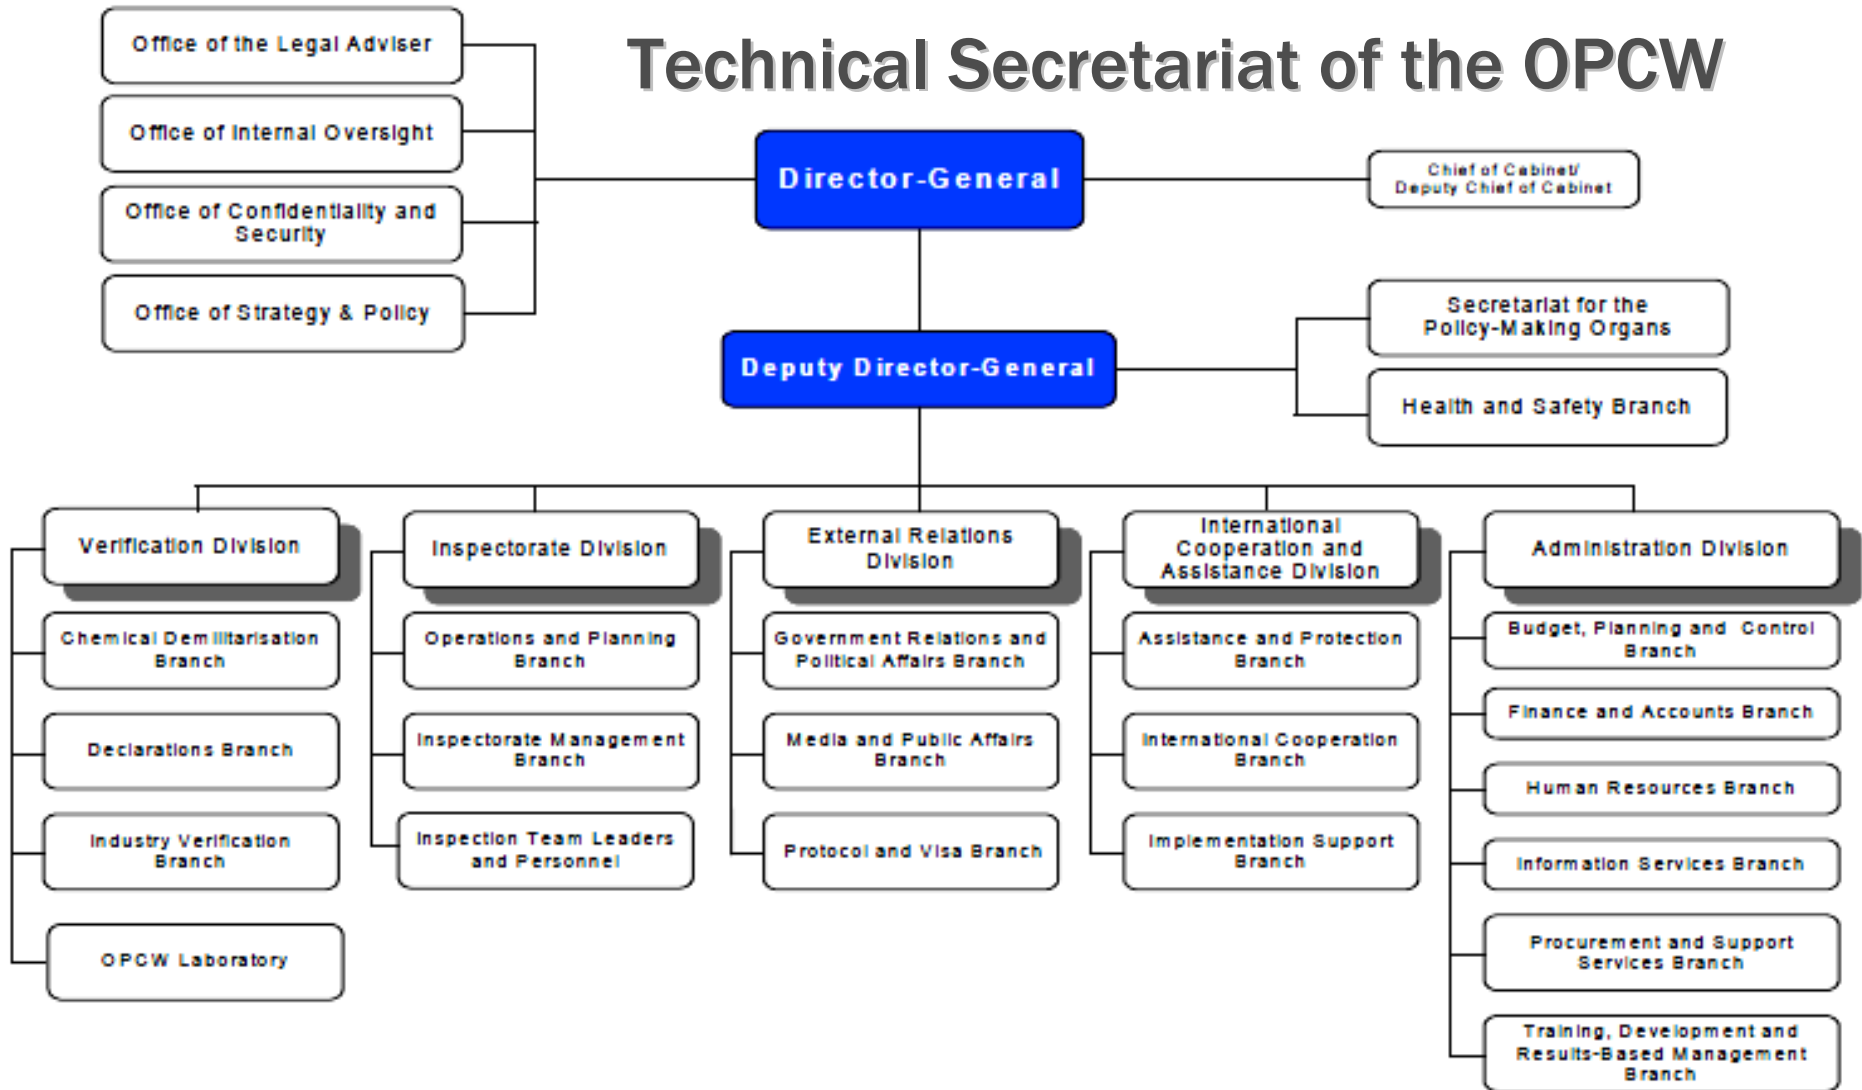 Technical Secretariat of the OPCW
Office of the Legal Adviser
Office of Internal Oversight
Office of Confidentiality and
Security
Office of Strategy & Policy
Director-General
Chief of Cabinet/
Deputy Chief of Cabinet
Deputy Director-General
Secretariat for the
Policy-Making Organs
Health and Safety Branch
Verification Division
Chemical Demilitarisation
Branch
Declarations Branch
Industry Verification
Branch
OPCW Laboratory
Inspectorate Division
Operations and Planning
Branch
Inspectorate Management
Branch
Inspection Team Leaders
and Personnel
External Relations
Division
Government Relations and
Political Affairs Branch
Media and Public Affairs
Branch
Protocol and Visa Branch
International
Cooperation and
Assistance Division
Assistance and Protection
Branch
International Cooperation
Branch
Implementation Support
Branch
Administration Division
Budget, Planning and Control
Branch
Finance and Accounts Branch
Human Resources Branch
Information Services Branch
Procurement and Support
Services Branch
Training, Development and
Results-Based Management
Branch